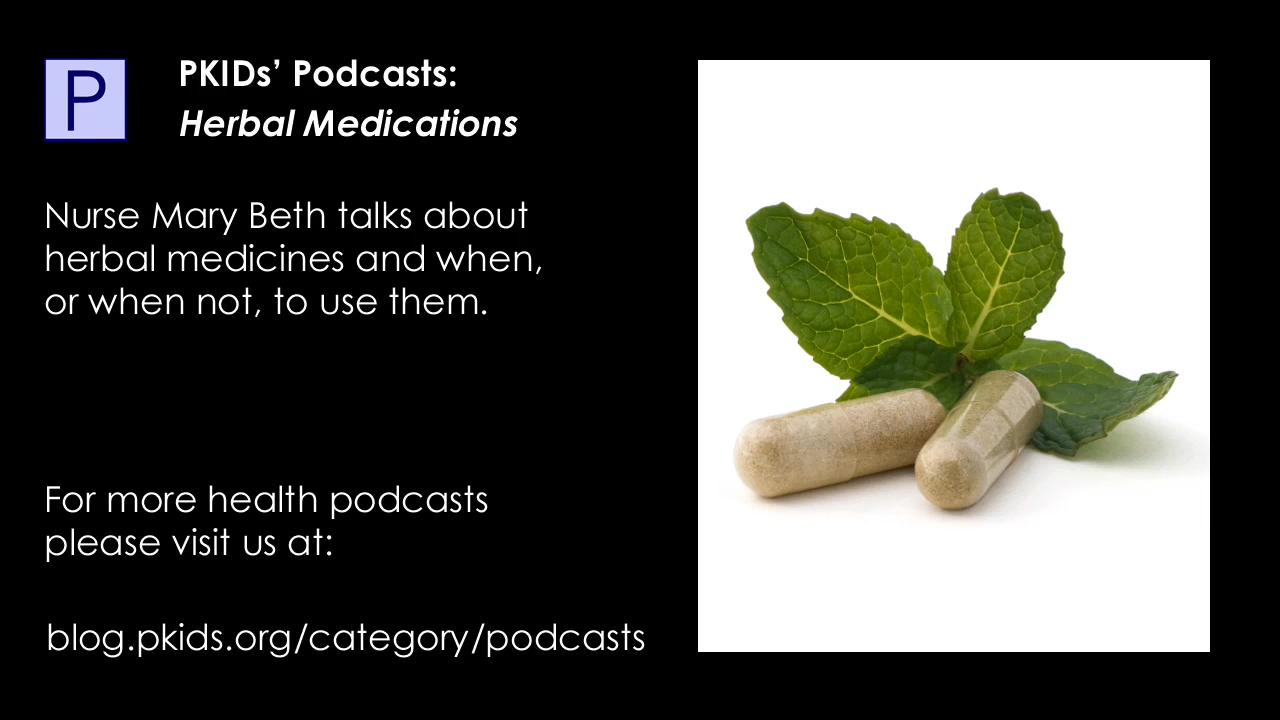 P
PKIDs’ Podcasts:
Herbal Medications
Nurse Mary Beth talks about
herbal medicines and when,
or when not, to use them.
For more health podcasts
please visit us at:
blog.pkids.org/category/podcasts